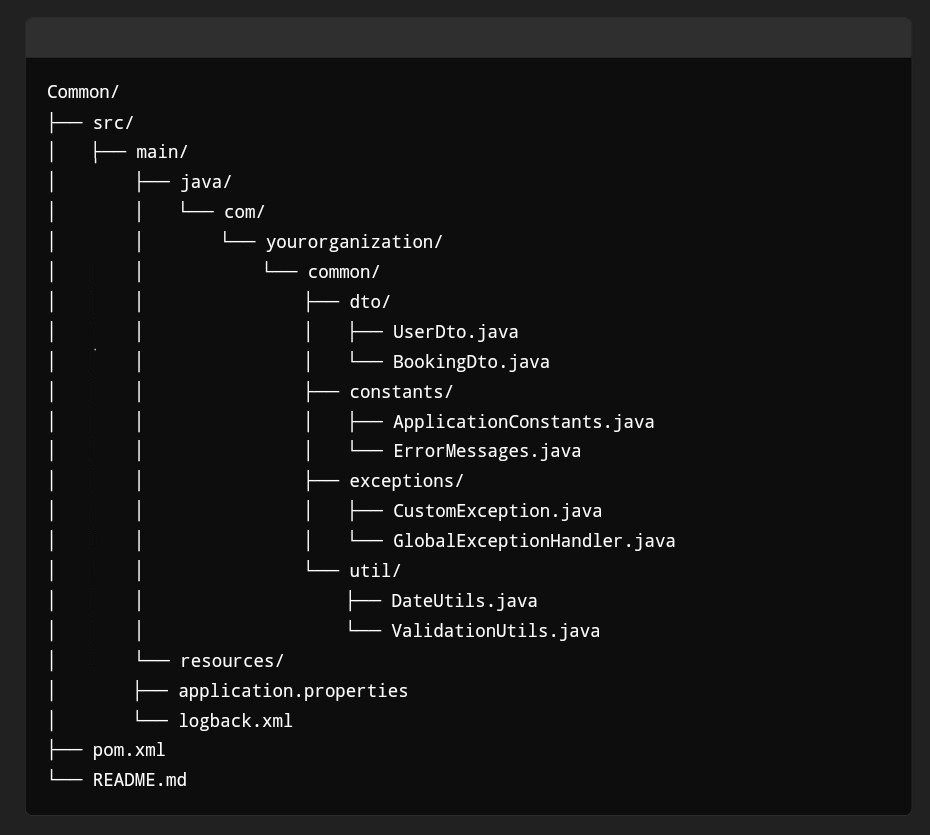 Common/
├── src/
│   ├── main/
│       ├── java/
│       │   └── com/
│       │       └── yourorganization/
│       │           └── common/
│       │               ├── dto/
│       │               │   ├── UserDto.java
│       │               │   └── BookingDto.java
│       │               ├── constants/
│       │               │   ├── ApplicationConstants.java
│       │               │   └── ErrorMessages.java
│       │               ├── exceptions/
│       │               │   ├── CustomException.java
│       │               │   └── GlobalExceptionHandler.java
│       │               └── util/
│       │                   ├── DateUtils.java
│       │                   └── ValidationUtils.java
│       └── resources/
│       ├── application.properties
│       └── logback.xml
├── pom.xml
└── README.md